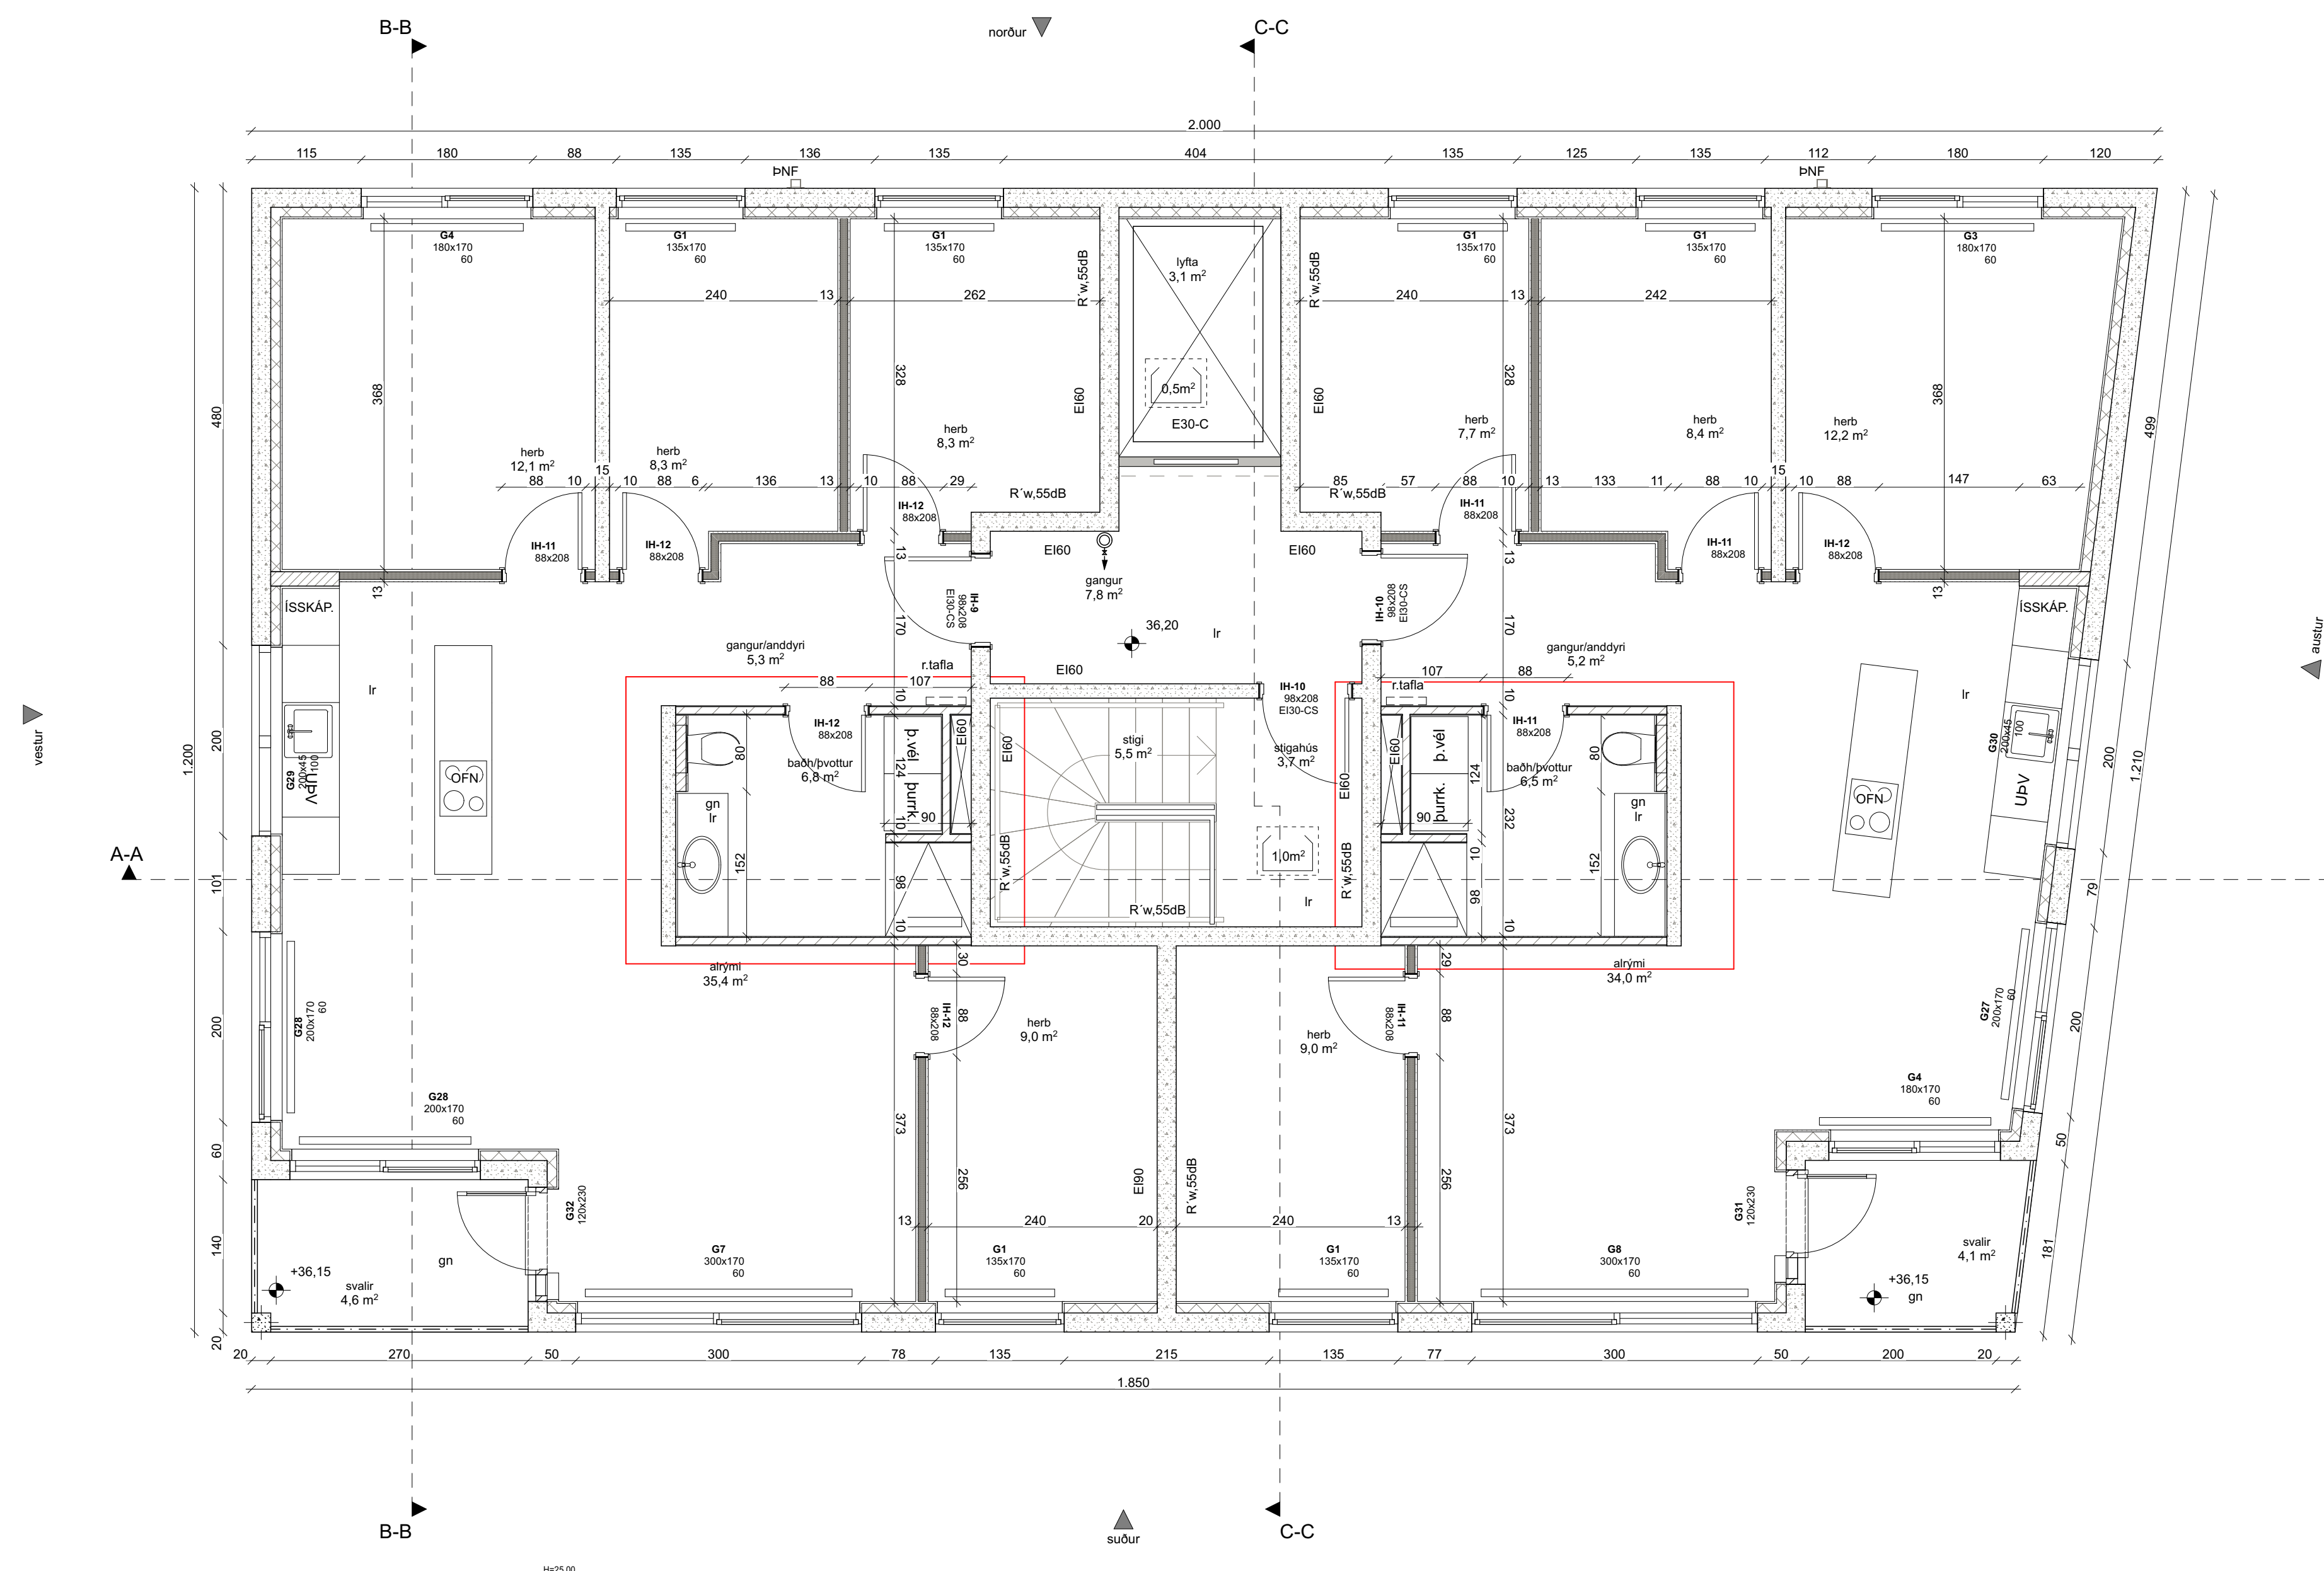 B-B
norður
C-C
2.000
115 180 88 135 136 135 404 135 125 135 112 180 120
ÞNF
ÞNF
G4
180x170
60
G1
135x170
60
G1
135x170
60
G1
135x170
60
G1
135x170
60
G3
180x170
60
lyfta
3,1 m²
0,5m²
E30-C
R´w,55dB
EI60
R´w,55dB
EI60
240 13 262
240 13 242
368
328
328
368
480
499
herb
12,1 m²
herb
8,3 m²
herb
8,3 m²
herb
7,7 m²
herb
8,4 m²
herb
12,2 m²
88 10 15 10 88 6 136 13 10 88 29
85 57 88 10 13 133 11 88 10 15 10 88 147 63
R´w,55dB
R´w,55dB
IH-11
88x208
IH-12
88x208
IH-12
88x208
IH-11
88x208
IH-11
88x208
IH-12
88x208
EI60
EI60
13
13
13
13
gangur
7,8 m²
IH-9
98x208
EI30-CS
IH-10
98x208
EI30-CS
170
170
36,20
lr
ÍSSKÁP.
ÍSSKÁP.
gangur/anddyri
5,3 m²
gangur/anddyri
5,2 m²
r.tafla
EI60
r.tafla
88 107
107 88
10
10
lr
lr
IH-10
98x208
EI30-CS
IH-12
88x208
IH-11
88x208
vestur
austur
1.200
200
200
1.210
G29
200x45
100
UÞV
OFN
G30
200x45
100
UÞV
OFN
80
baðh/þvottur
6,8 m²
þ.vél
þurrk.
124
EI90
EI60
stigi
5,5 m²
stigahús
3,7 m²
EI60
EI60
þ.vél
þurrk.
124
baðh/þvottur
6,5 m²
80
gn
lr
gn
lr
10 90
90
232
152
98
10
R´w,55dB
1,0m²
R´w,55dB
lr
R´w,55dB
10
98
10
152
A-A
101
79
alrými
35,4 m²
alrými
34,0 m²
30
29
G28
200x170
60
200
IH-12
88x208
88
herb
9,0 m²
herb
9,0 m²
IH-11
88x208
88
G27
200x170
60
200
G28
200x170
60
G4
180x170
60
373
373
60
50
EI90
R´w,55dB
256
256
G32
120x230
G31
120x230
13 240 20 240 13
140
181
gn
+36,15
svalir
4,6 m²
G7
300x170
60
G1
135x170
60
G1
135x170
60
G8
300x170
60
svalir
4,1 m²
+36,15
gn
20
20 270 50 300 78 135 215 135 77 300 50 200 20
1.850
B-B
suður
C-C
H=25,00